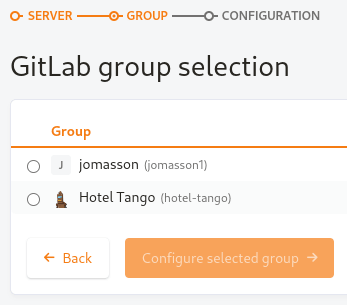 SERVER GROUP CONFIGURATION
GitLab group selection
Group
J jomasson (jomasson1)
Hotel Tango (hotel-tango)
← Back Configure selected group →